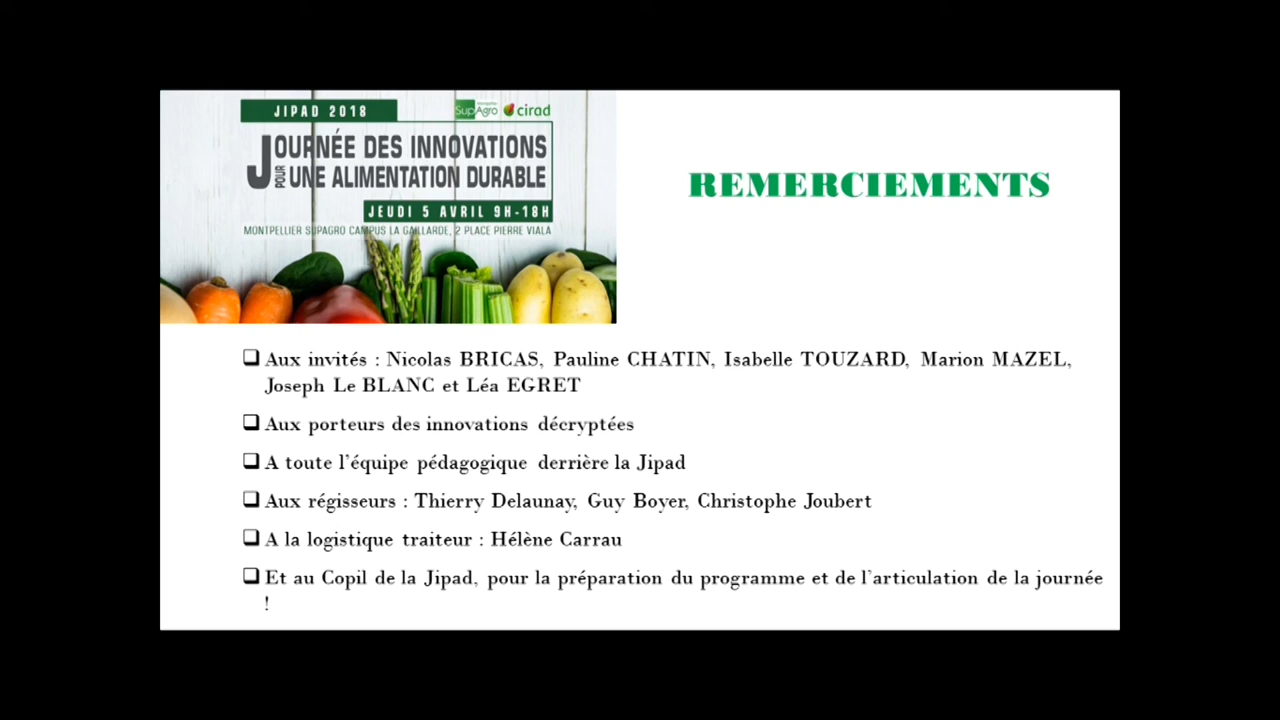 JIPAD 2018
montpellier
SupAgro
cirad
JOURNÉE DES INNOVATIONS
POUR UNE ALIMENTATION DURABLE
JEUDI 5 AVRIL 9H-18H
MONTPELLIER SUPAGRO CAMPUS LA GAILLARDE, 2 PLACE PIERRE VIALA
REMERCIEMENTS
Aux invités : Nicolas BRICAS, Pauline CHATIN, Isabelle TOUZARD, Marion MAZEL,
Joseph Le BLANC et Léa EGRET
Aux porteurs des innovations décryptées
A toute l'équipe pédagogique derrière la Jipad
Aux régisseurs : Thierry Delaunay, Guy Boyer, Christophe Joubert
A la logistique traiteur : Hélène Carrau
Et au Copil de la Jipad, pour la préparation du programme et de l'articulation de la journée
!